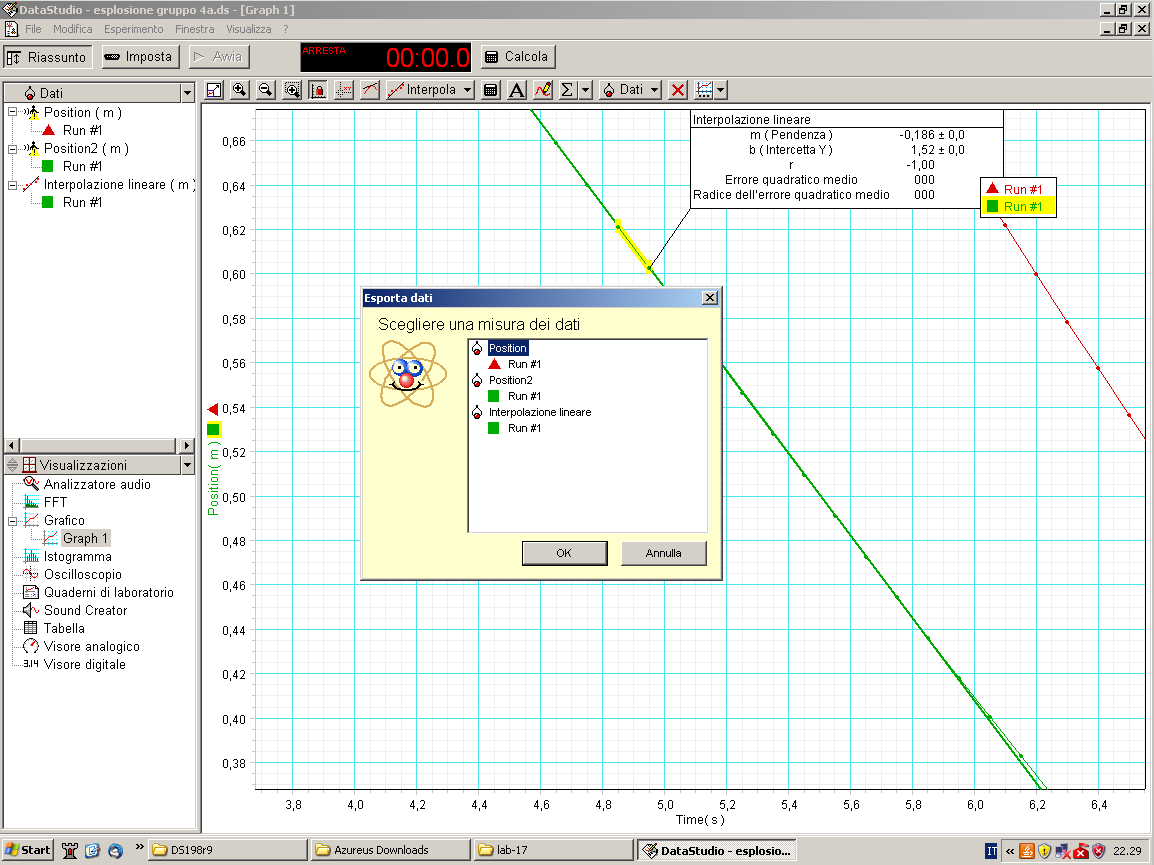 DataStudio - esplosione gruppo 4a.ds - [Graph 1]
File Modifica Esperimento Finestra Visualizza ?
Riassunto Imposta Avvia ARRESTA 00:00.0 Calcola
Dati
Position ( m )
Run #1
Position2 ( m )
Run #1
Interpolazione lineare ( m )
Run #1
Visualizzazioni
Analizzatore audio
FFT
Grafico
Graph 1
Istogramma
Oscilloscopio
Quaderni di laboratorio
Sound Creator
Tabella
Visore analogico
3.14 Visore digitale
Interpola A Σ Dati
Interpolazione lineare
m ( Pendenza ) -0,186 ± 0,0
b ( Intercetta Y ) 1,52 ± 0,0
r -1,00
Errore quadratico medio 000
Radice dell'errore quadratico medio 000
Run #1
Run #1
0,66
0,64
0,62
0,60
0,58
0,56
0,54
0,52
0,50
0,48
0,46
0,44
0,42
0,40
0,38
Position( m )
3,8 4,0 4,2 4,4 4,6 4,8 5,0 5,2 5,4 5,6 5,8 6,0 6,2 6,4
Time( s )
Esporta dati
Scegliere una misura dei dati
Position
Run #1
Position2
Run #1
Interpolazione lineare
Run #1
OK Annulla
Start » DS198r9 Azureus Downloads lab-17 DataStudio - esplosio... IT « 22.29